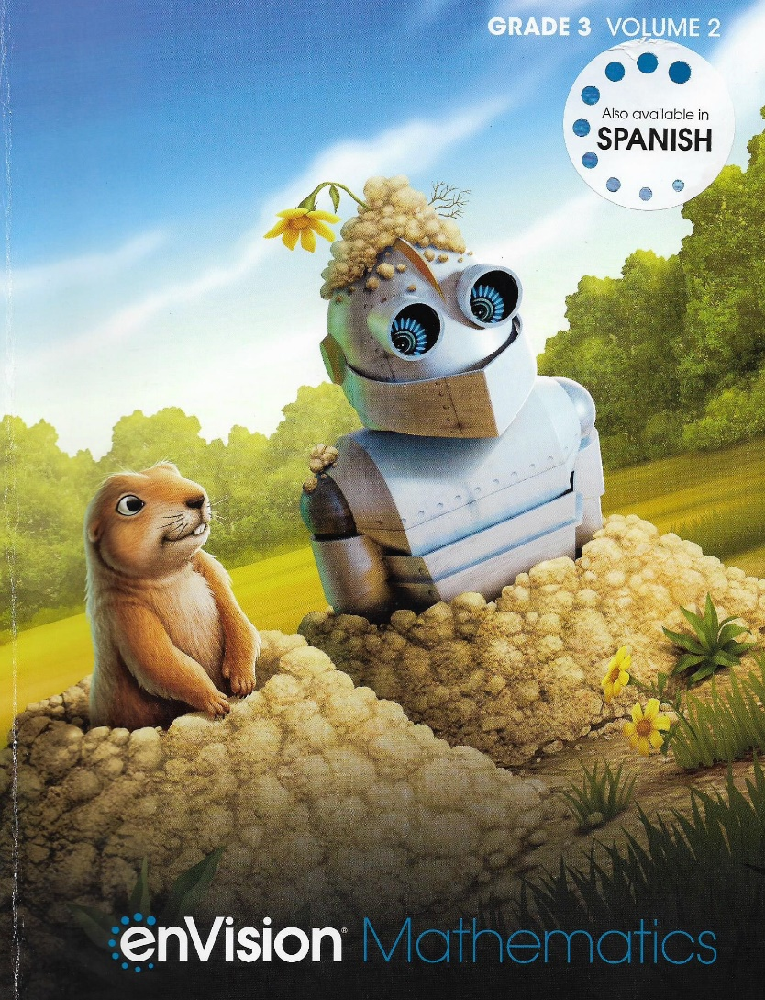 GRADE 3 VOLUME 2
Also available in
SPANISH
enVision® Mathematics